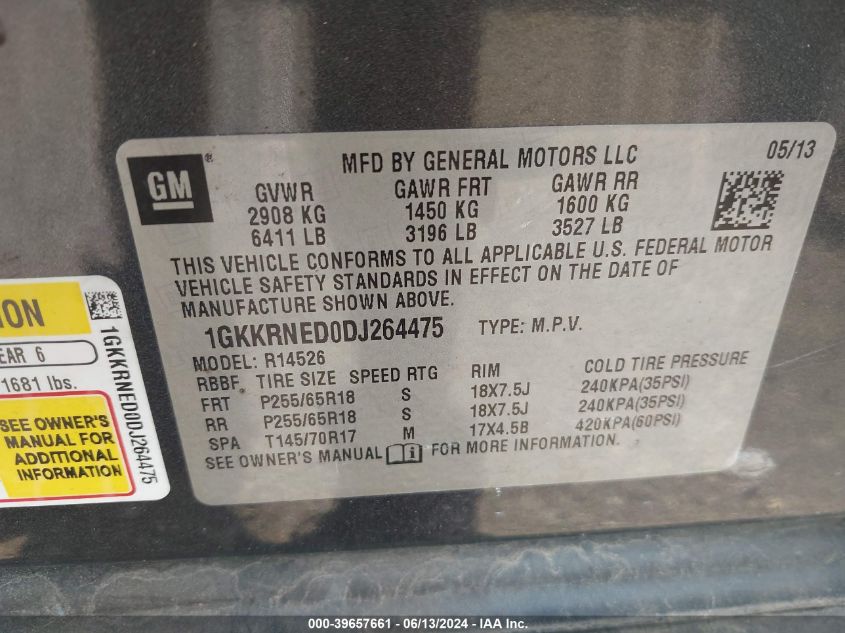 GM
®
MFD BY GENERAL MOTORS LLC
05/13
GVWR GAWR FRT GAWR RR
2908 KG 1450 KG 1600 KG
6411 LB 3196 LB 3527 LB
THIS VEHICLE CONFORMS TO ALL APPLICABLE U.S. FEDERAL MOTOR
VEHICLE SAFETY STANDARDS IN EFFECT ON THE DATE OF
MANUFACTURE SHOWN ABOVE.
1GKKRNED0DJ264475 TYPE: M.P.V.
MODEL: R14526
RBBF TIRE SIZE SPEED RTG RIM COLD TIRE PRESSURE
FRT P255/65R18 S 18X7.5J 240KPA(35PSI)
RR P255/65R18 S 18X7.5J 240KPA(35PSI)
SPA T145/70R17 M 17X4.5B 420KPA(60PSI)
SEE OWNER'S MANUAL i FOR MORE INFORMATION.
ION
EAR 6
1681 lbs.
SEE OWNER'S
MANUAL FOR
ADDITIONAL
INFORMATION
1GKKRNED0DJ264475
000-39657661 - 06/13/2024 - IAA Inc.